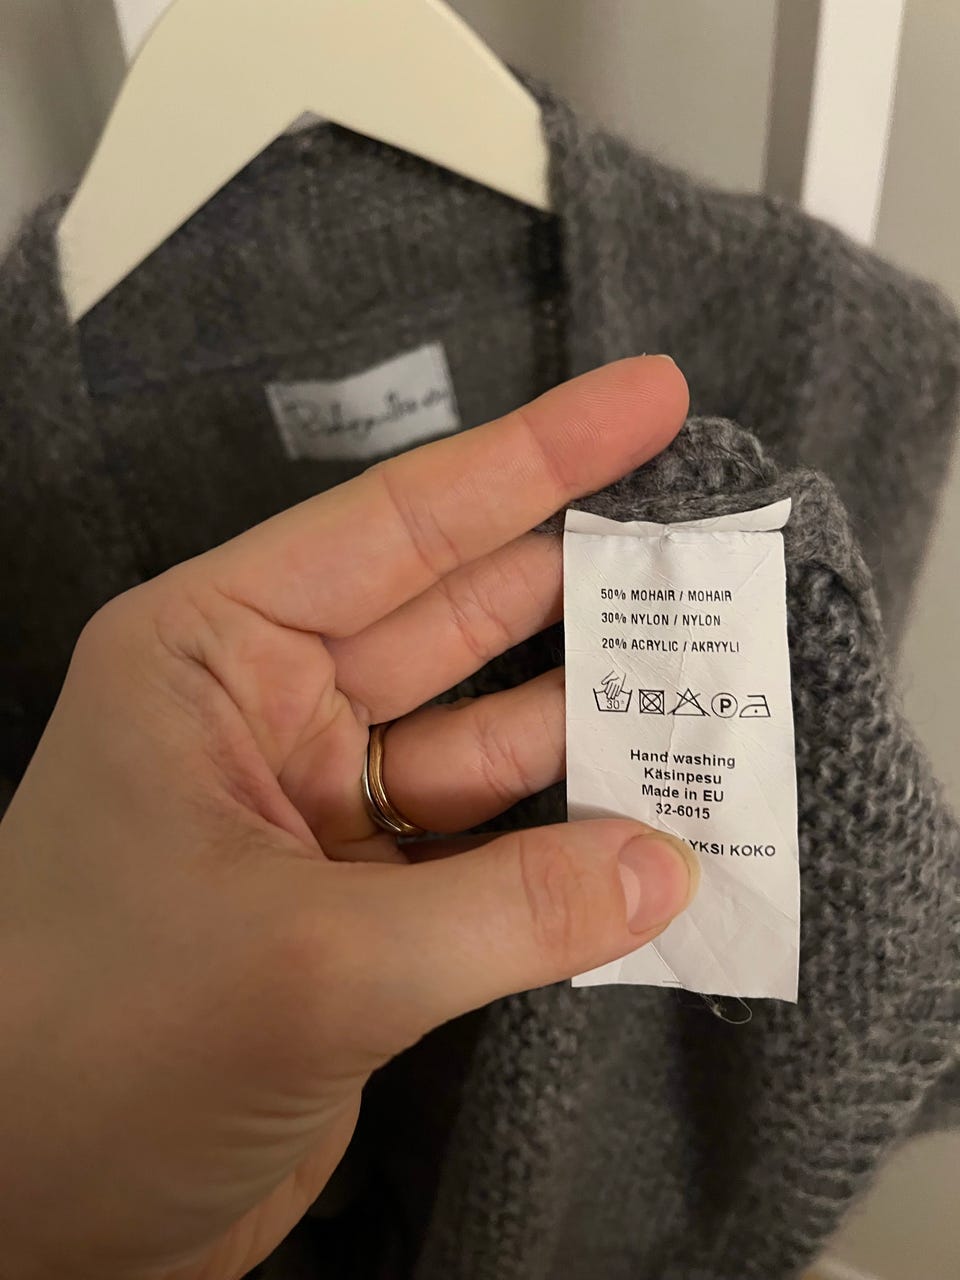 50% MOHAIR / MOHAIR
30% NYLON / NYLON
20% ACRYLIC / AKRYYLI
30°
P
Hand washing
Käsinpesu
Made in EU
32-6015
YKSI KOKO